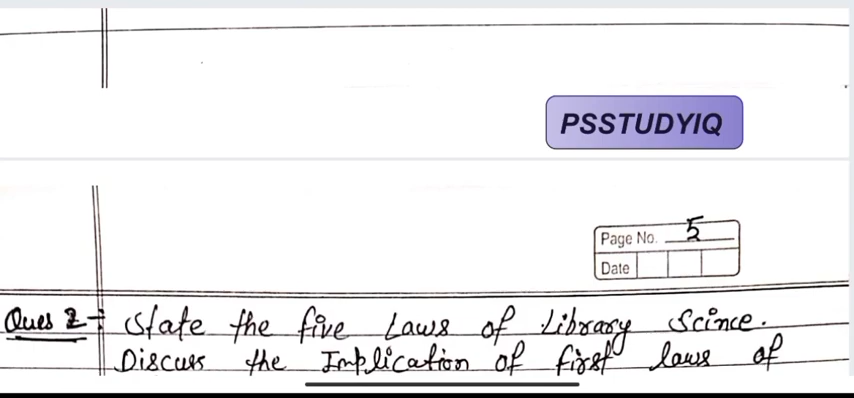 PSSTUDYIQ
Page No. 5
Date
Ques 2 - State the five Laws of Library Scince.
Discuss the Implication of first laws of